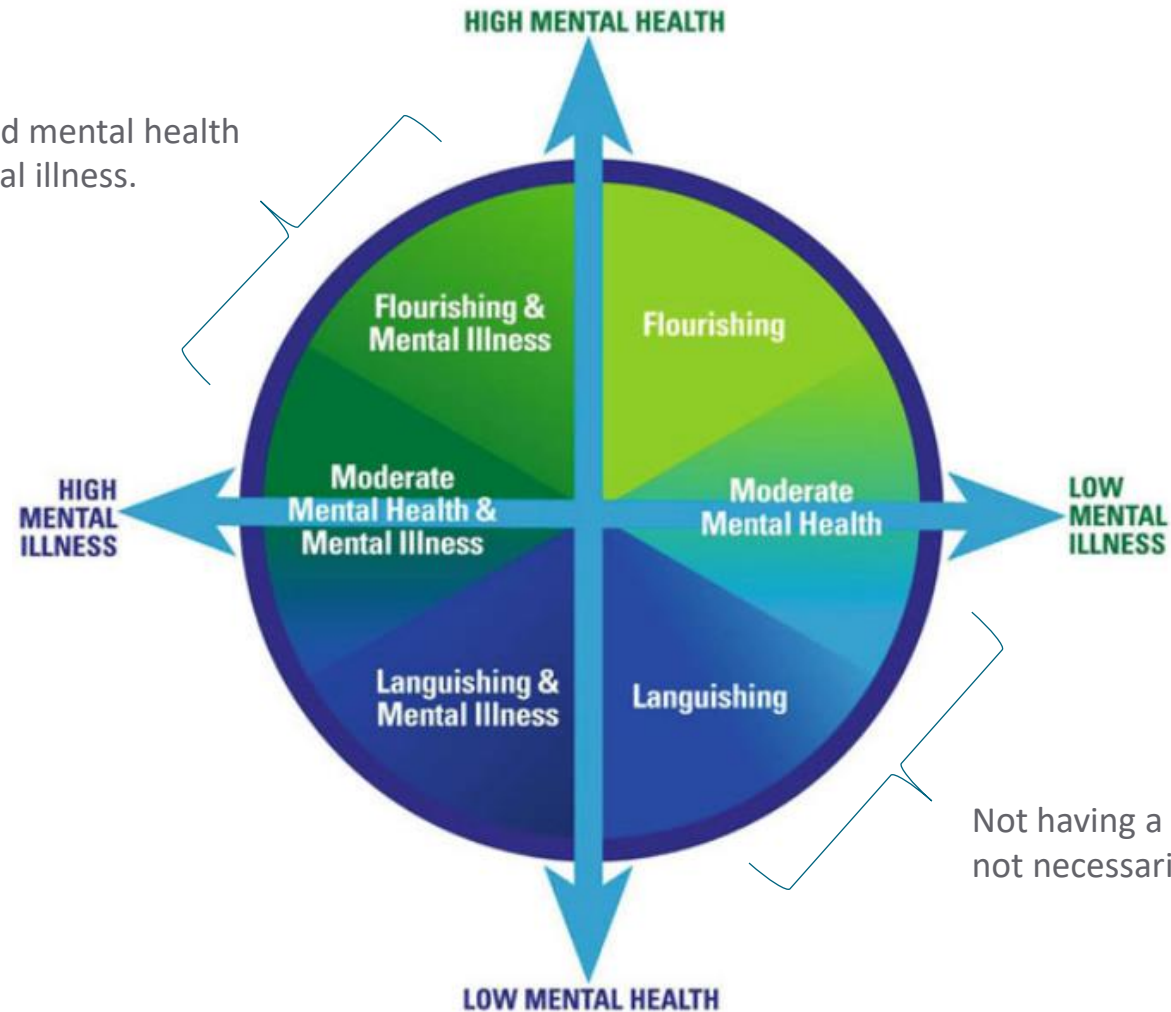 HIGH MENTAL HEALTH
d mental health
al illness.
Flourishing &
Mental Illness
Flourishing
HIGH
MENTAL
ILLNESS
Moderate
Mental Health &
Mental Illness
Moderate
Mental Health
LOW
MENTAL
ILLNESS
Languishing &
Mental Illness
Languishing
Not having a
not necessari
LOW MENTAL HEALTH